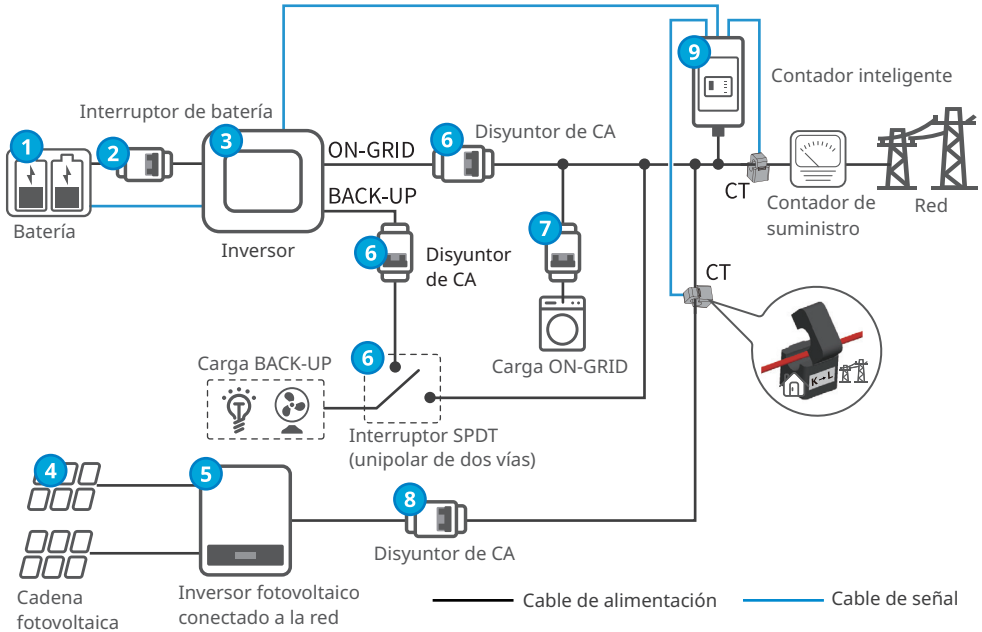 9
Contador inteligente
Interruptor de batería
1
2
3
ON-GRID
6
Disyuntor de CA
BACK-UP
CT
Contador de
suministro
Red
Batería
Inversor
6
Disyuntor
de CA
7
CT
Carga BACK-UP
6
Carga ON-GRID
K→L
Interruptor SPDT
(unipolar de dos vías)
4
5
8
Disyuntor de CA
Cadena
fotovoltaica
Inversor fotovoltaico
conectado a la red
Cable de alimentación
Cable de señal